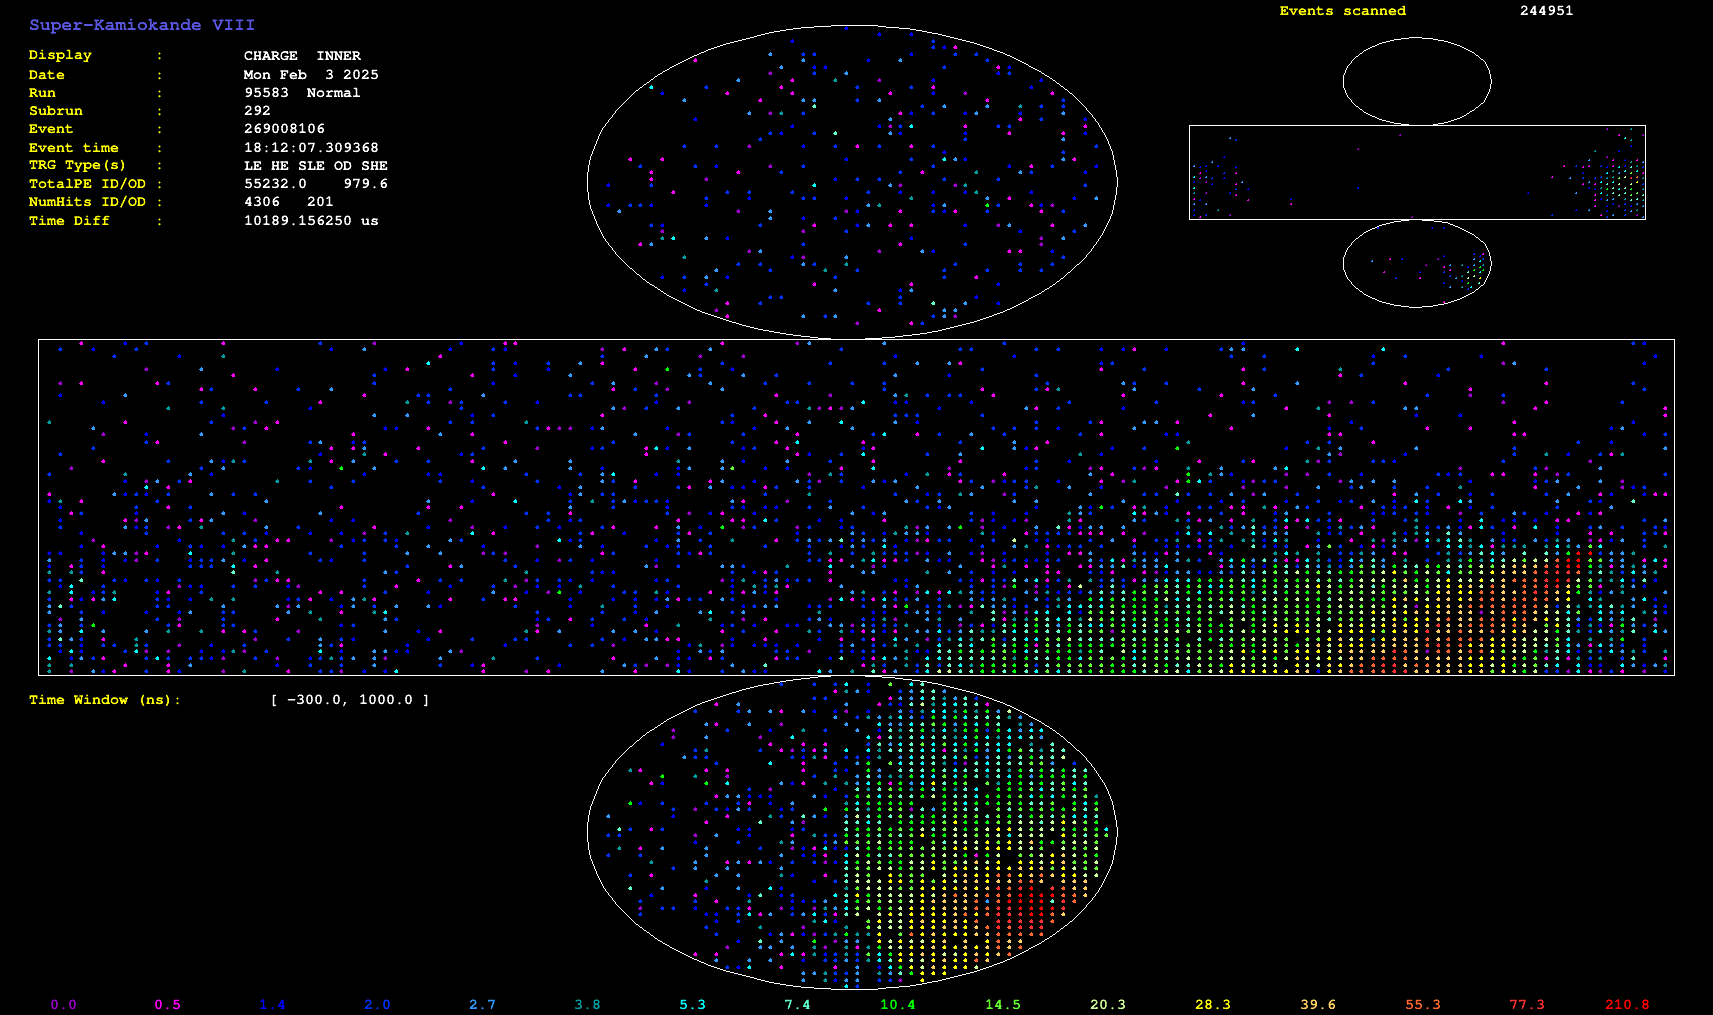 Super-Kamiokande VIII
Events scanned 244951
Display : CHARGE INNER
Date : Mon Feb 3 2025
Run : 95583 Normal
Subrun : 292
Event : 269008106
Event time : 18:12:07.309368
TRG Type(s) : LE HE SLE OD SHE
TotalPE ID/OD : 55232.0 979.6
NumHits ID/OD : 4306 201
Time Diff : 10189.156250 us
Time Window (ns): [ -300.0, 1000.0 ]
0.0 0.5 1.4 2.0 2.7 3.8 5.3 7.4 10.4 14.5 20.3 28.3 39.6 55.3 77.3 210.8